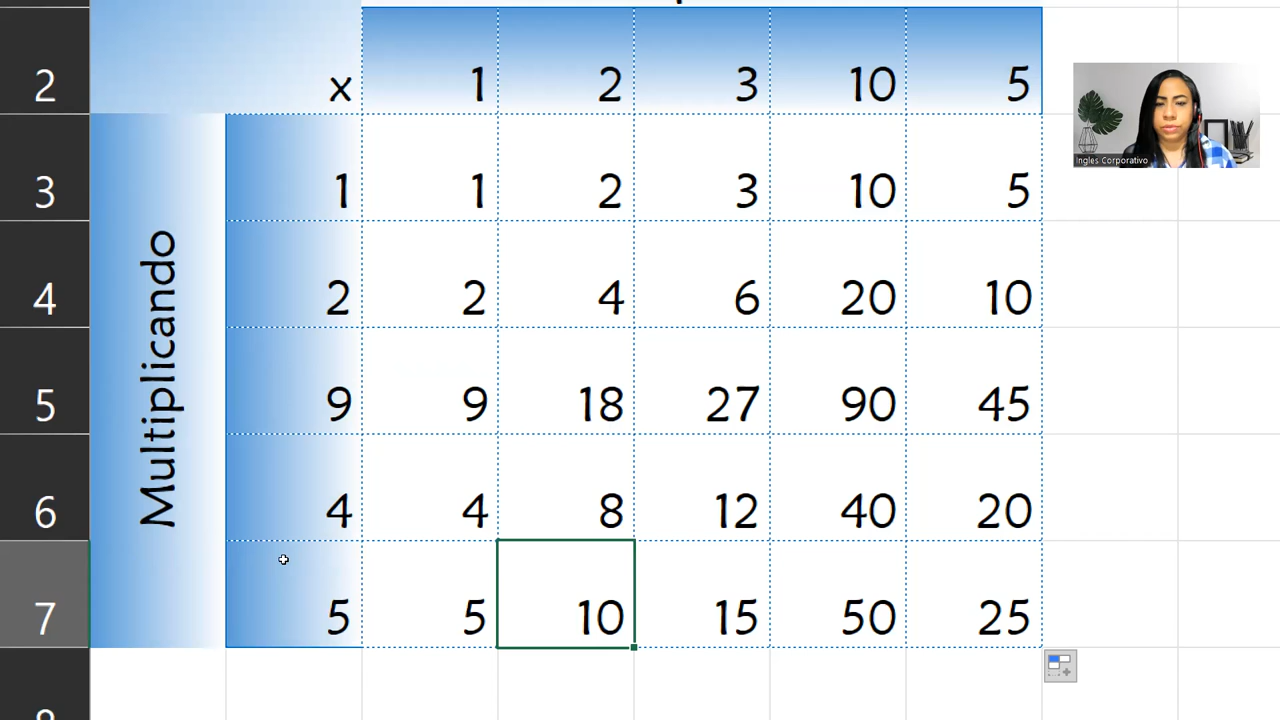 2 x 1 2 3 10 5
3 1 1 2 3 10 5
4 2 2 4 6 20 10
Multiplicando
5 9 9 18 27 90 45
6 4 4 8 12 40 20
7 5 5 10 15 50 25
Ingles Corporativo